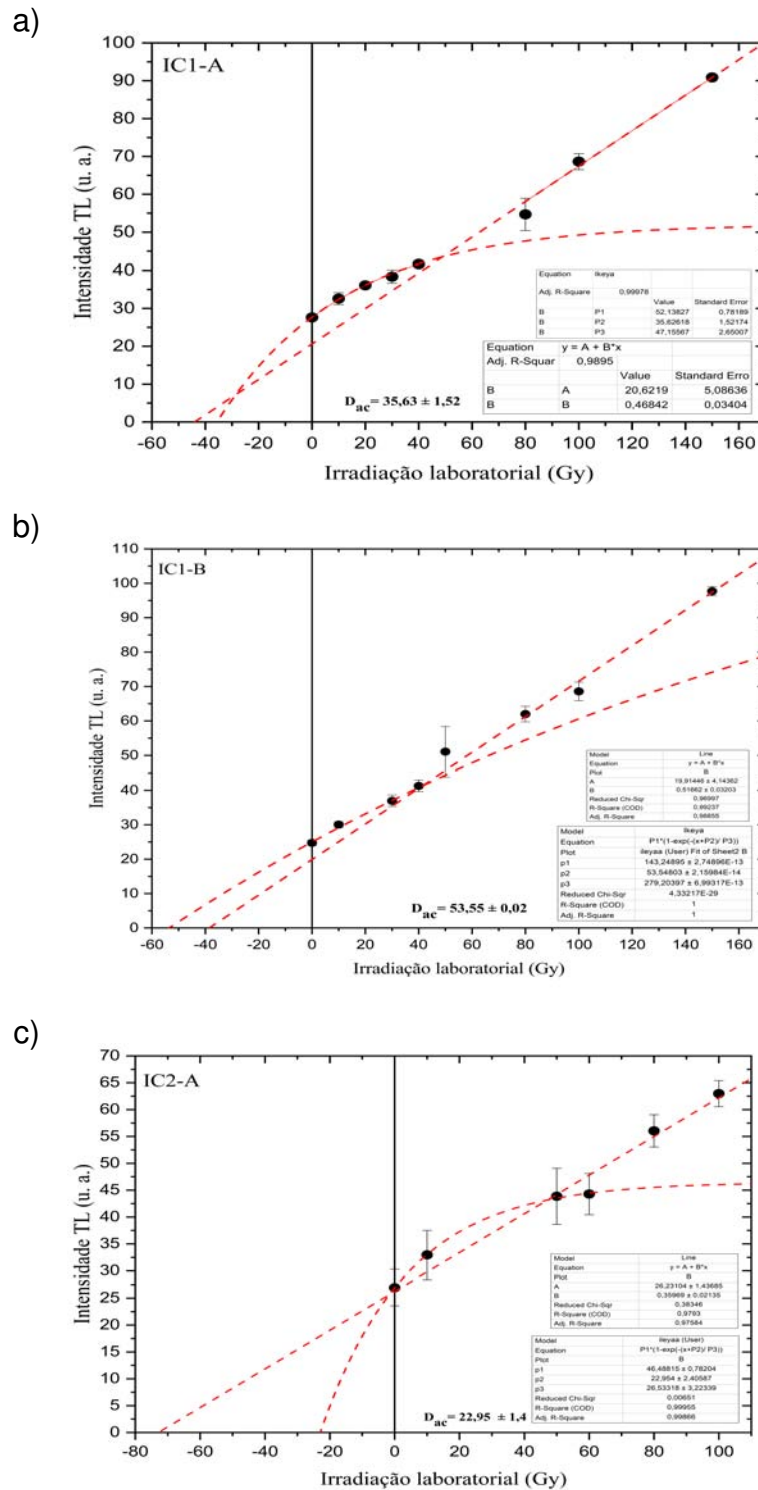 a)
IC1-A
Intensidade TL (u. a.)
100
90
80
70
60
50
40
30
20
10
0
Equation Ikeya
Adj. R-Square 0,99978
Value Standard Error
B P1 52,13827 0,78189
B P2 35,62618 1,52174
B P3 47,15567 2,65007
Equation y = A + B*x
Adj. R-Squar 0,9895
Value Standard Erro
B A 20,6219 5,08636
B B 0,46842 0,03404
Dac= 35,63 ± 1,52
-60 -40 -20 0 20 40 60 80 100 120 140 160
Irradiação laboratorial (Gy)
b)
IC1-B
Intensidade TL (u. a.)
110
100
90
80
70
60
50
40
30
20
10
0
Model Line
Equation y = A + B*x
Plot B
A 19,91446 ± 4,14362
B 0,51662 ± 0,03203
Reduced Chi-Sqr 0,96997
R-Square (COD) 0,99237
Adj. R-Square 0,98855
Model Ikeya
Equation P1*(1-exp(-(x+P2)/ P3))
Plot ileyaa (User) Fit of Sheet2 B
p1 143,24895 ± 2,74896E-13
p2 53,54803 ± 2,15984E-14
p3 279,20397 ± 6,99317E-13
Reduced Chi-Sqr 4,33217E-29
R-Square (COD) 1
Adj. R-Square 1
Dac= 53,55 ± 0,02
-60 -40 -20 0 20 40 60 80 100 120 140 160
Irradiação laboratorial (Gy)
c)
IC2-A
Intensidade TL (u. a.)
70
65
60
55
50
45
40
35
30
25
20
15
10
5
0
Model Line
Equation y = A + B*x
Plot B
A 26,23104 ± 1,43685
B 0,35969 ± 0,02135
Reduced Chi-Sqr 0,38346
R-Square (COD) 0,9793
Adj. R-Square 0,97584
Model ileyaa (User)
Equation P1*(1-exp(-(x+P2)/ P3))
Plot B
p1 46,48815 ± 0,78204
p2 22,954 ± 2,40587
p3 26,53318 ± 3,22339
Reduced Chi-Sqr 0,00651
R-Square (COD) 0,99955
Adj. R-Square 0,99866
Dac= 22,95 ± 1,4
-80 -60 -40 -20 0 20 40 60 80 100
Irradiação laboratorial (Gy)